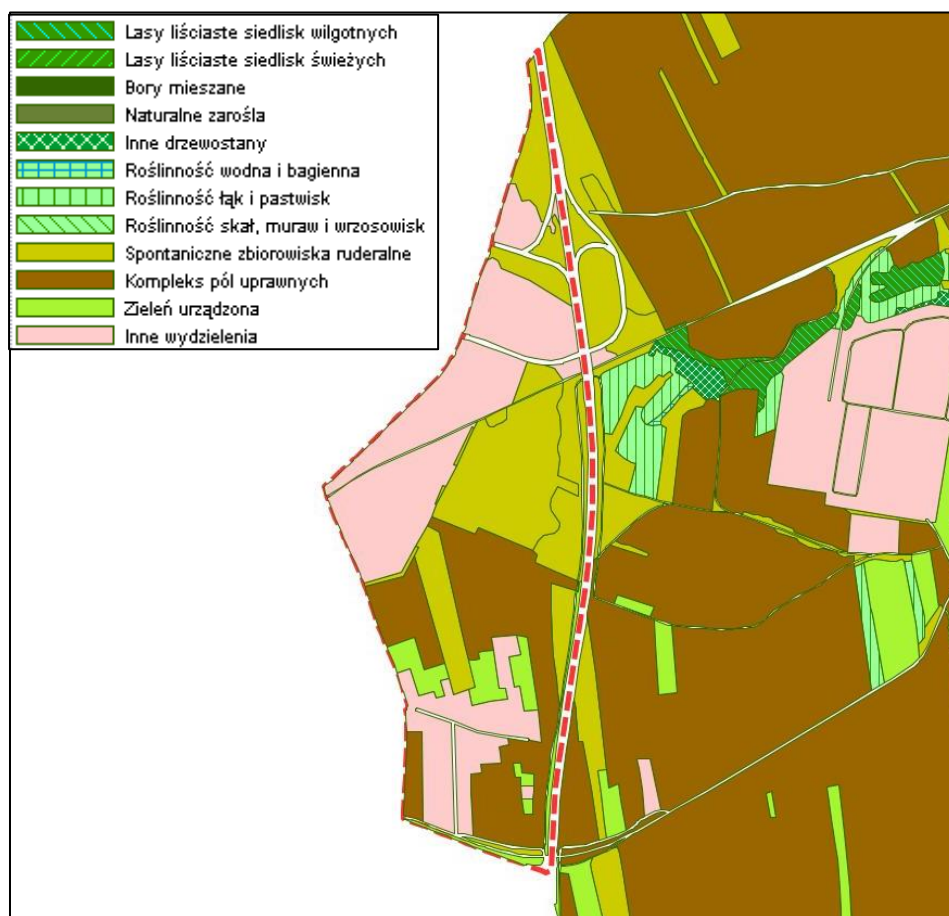 Lasy liściaste siedlisk wilgotnych
Lasy liściaste siedlisk świeżych
Bory mieszane
Naturalne zarośla
Inne drzewostany
Roślinność wodna i bagienna
Roślinność łąk i pastwisk
Roślinność skał, muraw i wrzosowisk
Spontaniczne zbiorowiska ruderalne
Kompleks pól uprawnych
Zieleń urządzona
Inne wydzielenia